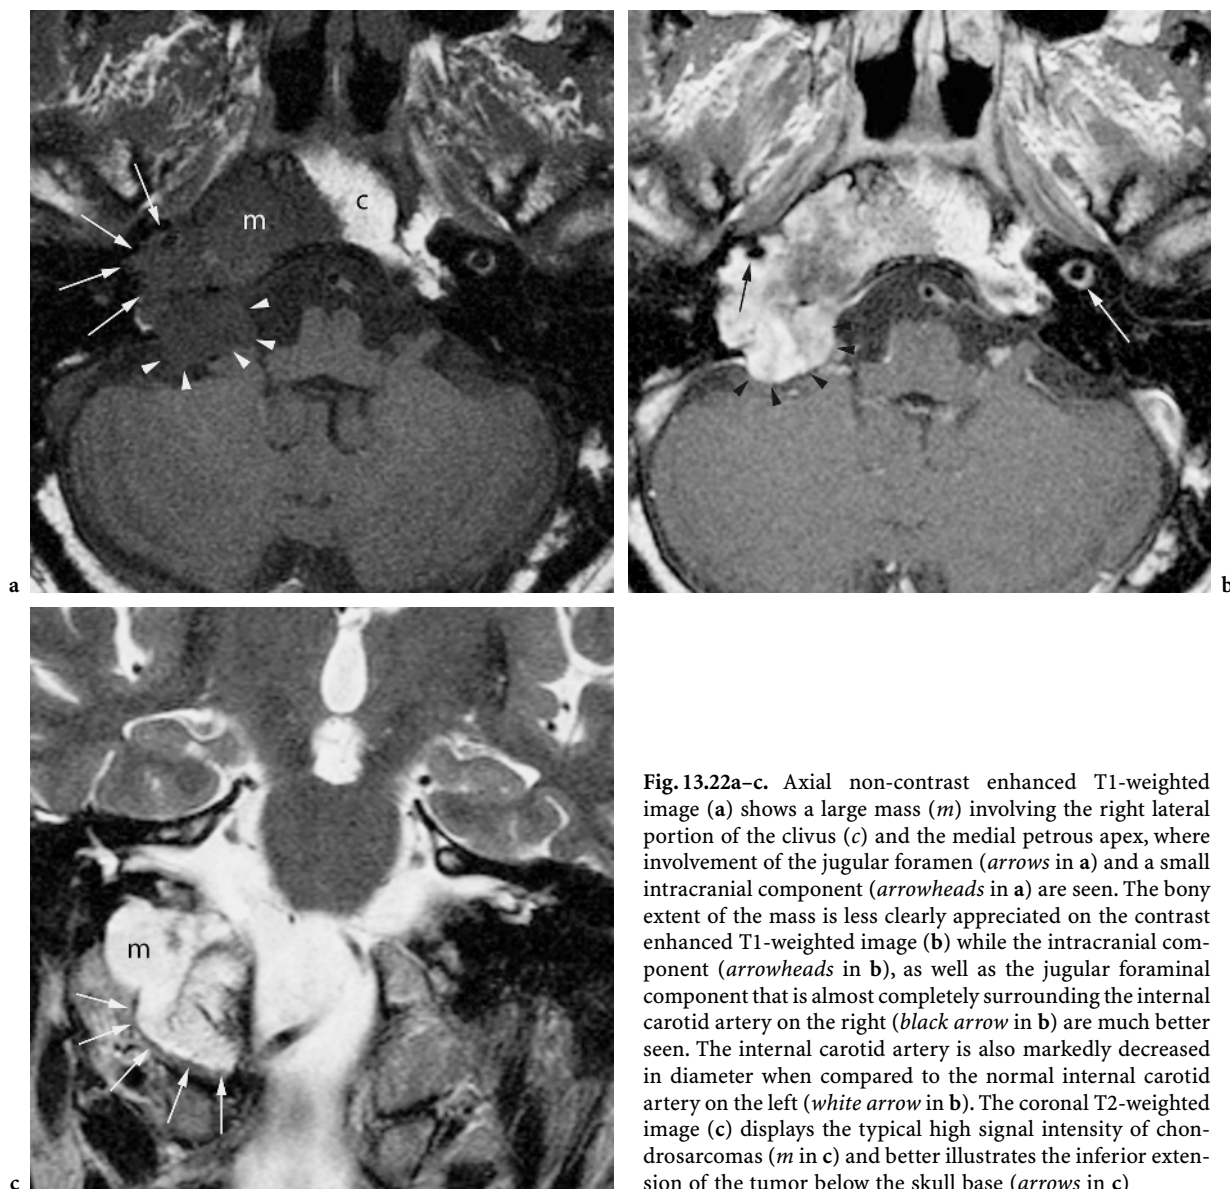 m
c
a
b
m
c
Fig. 13.22a–c. Axial non-contrast enhanced T1-weighted
image (a) shows a large mass (m) involving the right lateral
portion of the clivus (c) and the medial petrous apex, where
involvement of the jugular foramen (arrows in a) and a small
intracranial component (arrowheads in a) are seen. The bony
extent of the mass is less clearly appreciated on the contrast
enhanced T1-weighted image (b) while the intracranial com-
ponent (arrowheads in b), as well as the jugular foraminal
component that is almost completely surrounding the internal
carotid artery on the right (black arrow in b) are much better
seen. The internal carotid artery is also markedly decreased
in diameter when compared to the normal internal carotid
artery on the left (white arrow in b). The coronal T2-weighted
image (c) displays the typical high signal intensity of chon-
drosarcomas (m in c) and better illustrates the inferior exten-
sion of the tumor below the skull base (arrows in c)